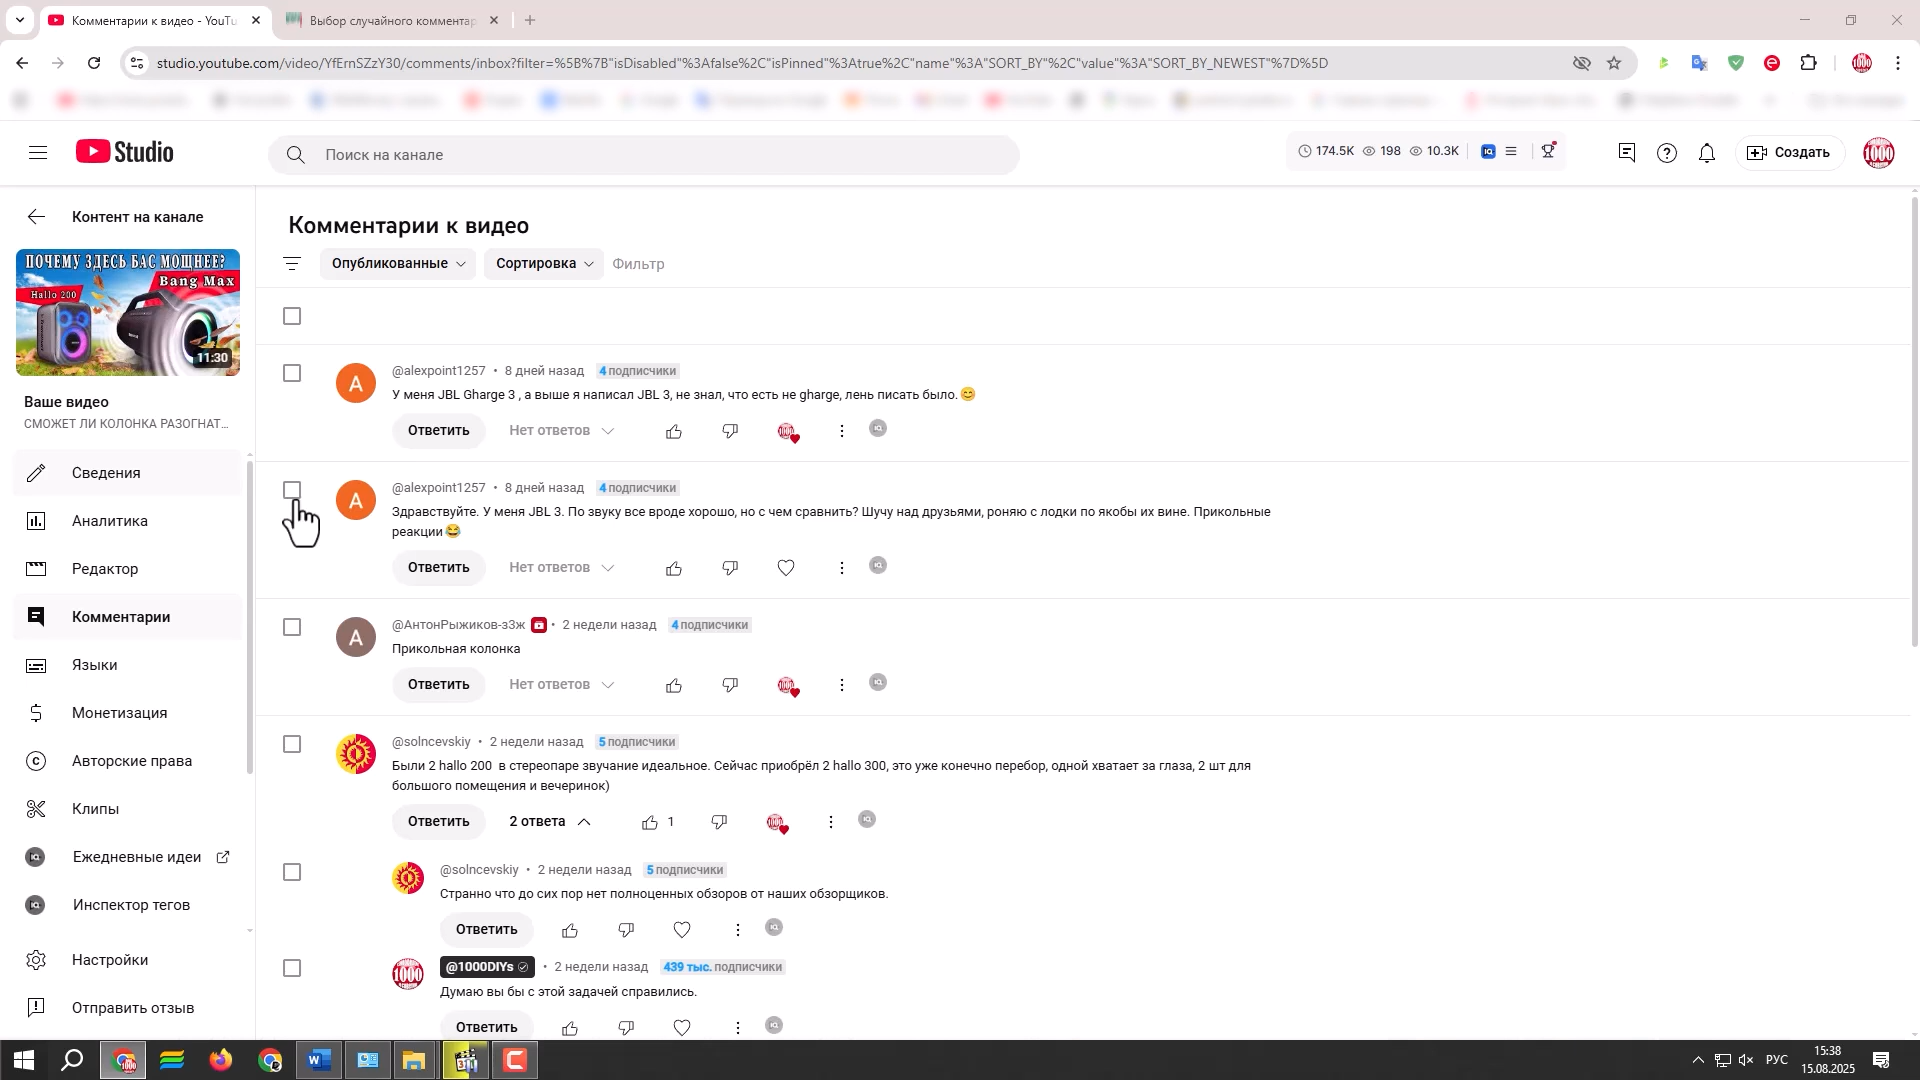 Комментарии к видео - YouTu
Выбор случайного комментар
studio.youtube.com/video/YfErnSZzY30/comments/inbox?filter=%5B%7B"isDisabled"%3Afalse%2C"isPinned"%3Atrue%2C"name"%3A"SORT_BY"%2C"value"%3A"SORT_BY_NEWEST"%7D%5D
Studio
Поиск на канале
174.5K 198 10.3K
Создать
1000
Контент на канале
ПОЧЕМУ ЗДЕСЬ БАС МОЩНЕЕ?
Bang Max
Hallo 200
11:30
Ваше видео
СМОЖЕТ ЛИ КОЛОНКА РАЗОГНАТ...
Сведения
Аналитика
Редактор
Комментарии
Языки
Монетизация
Авторские права
Клипы
Ежедневные идеи
Инспектор тегов
Настройки
Отправить отзыв
Комментарии к видео
Опубликованные
Сортировка
Фильтр
A
@alexpoint1257 • 8 дней назад 4 подписчики
У меня JBL Gharge 3 , а выше я написал JBL 3, не знал, что есть не gharge, лень писать было.😊
Ответить Нет ответов
A
@alexpoint1257 • 8 дней назад 4 подписчики
Здравствуйте. У меня JBL 3. По звуку все вроде хорошо, но с чем сравнить? Шучу над друзьями, роняю с лодки по якобы их вине. Прикольные
реакции😂
Ответить Нет ответов
A
@АнтонРыжиков-з3ж • 2 недели назад 4 подписчики
Прикольная колонка
Ответить Нет ответов
@solncevskiy • 2 недели назад 5 подписчики
Были 2 hallo 200 в стереопаре звучание идеальное. Сейчас приобрёл 2 hallo 300, это уже конечно перебор, одной хватает за глаза, 2 шт для
большого помещения и вечеринок)
Ответить 2 ответа 1
@solncevskiy • 2 недели назад 5 подписчики
Странно что до сих пор нет полноценных обзоров от наших обзорщиков.
Ответить
1000
@1000DIYs • 2 недели назад 439 тыс. подписчики
Думаю вы бы с этой задачей справились.
Ответить
РУС
15:38
15.08.2025